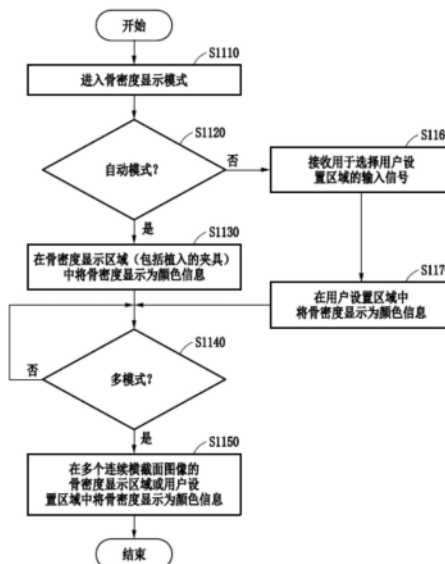 开始
S1110
进入骨密度显示模式
S1120
自动模式？
否
S116
接收用于选择用户设
置区域的输入信号
是
S1130
在骨密度显示区域（包括植入的夹具）
中将骨密度显示为颜色信息
S1170
在用户设置区域中
将骨密度显示为颜色信息
S1140
多模式？
否
是
S1150
在多个连续横截面图像的
骨密度显示区域或用户设
置区域中将骨密度显示为颜色信息
结束